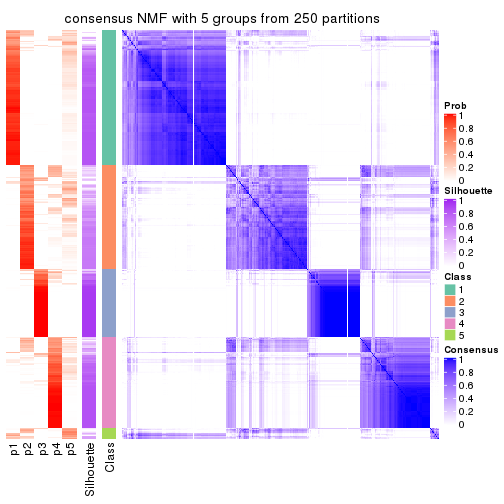 consensus NMF with 5 groups from 250 partitions
Prob
1
0.8
0.6
0.4
0.2
0
Silhouette
1
0.8
0.6
0.4
0.2
0
Class
1
2
3
4
5
Consensus
1
0.8
0.6
0.4
0.2
0
p1
p2
p3
p4
p5
Silhouette
Class